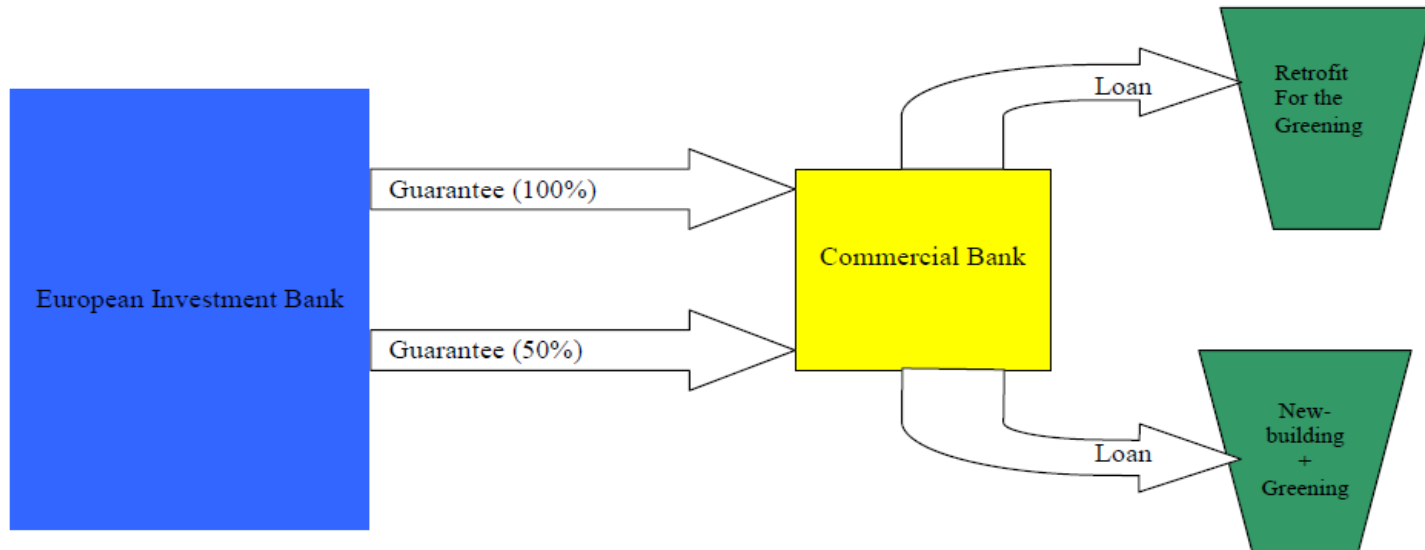 European Investment Bank
Guarantee (100%)
Guarantee (50%)
Commercial Bank
Loan
Retrofit
For the
Greening
Loan
New-
building
+
Greening